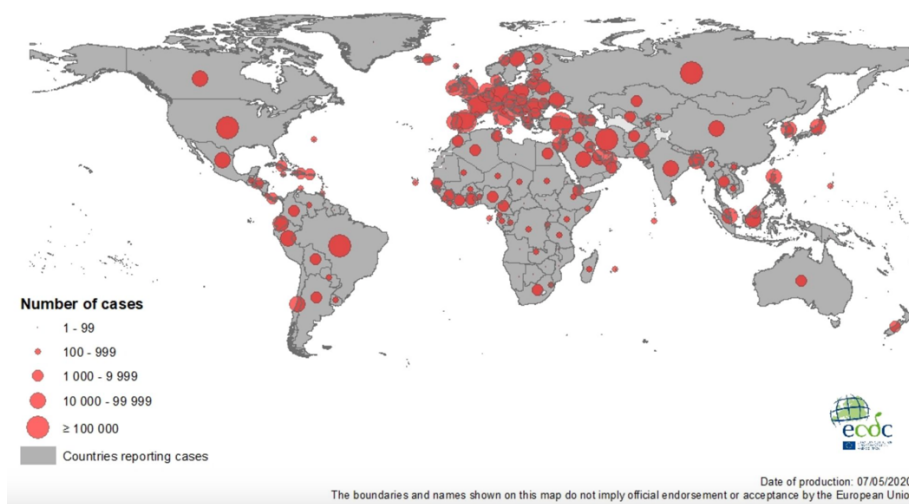 Number of cases
1 - 99
100 - 999
1 000 - 9 999
10 000 - 99 999
≥ 100 000
Countries reporting cases
ecdc
Date of production: 07/05/2020
The boundaries and names shown on this map do not imply official endorsement or acceptance by the European Union